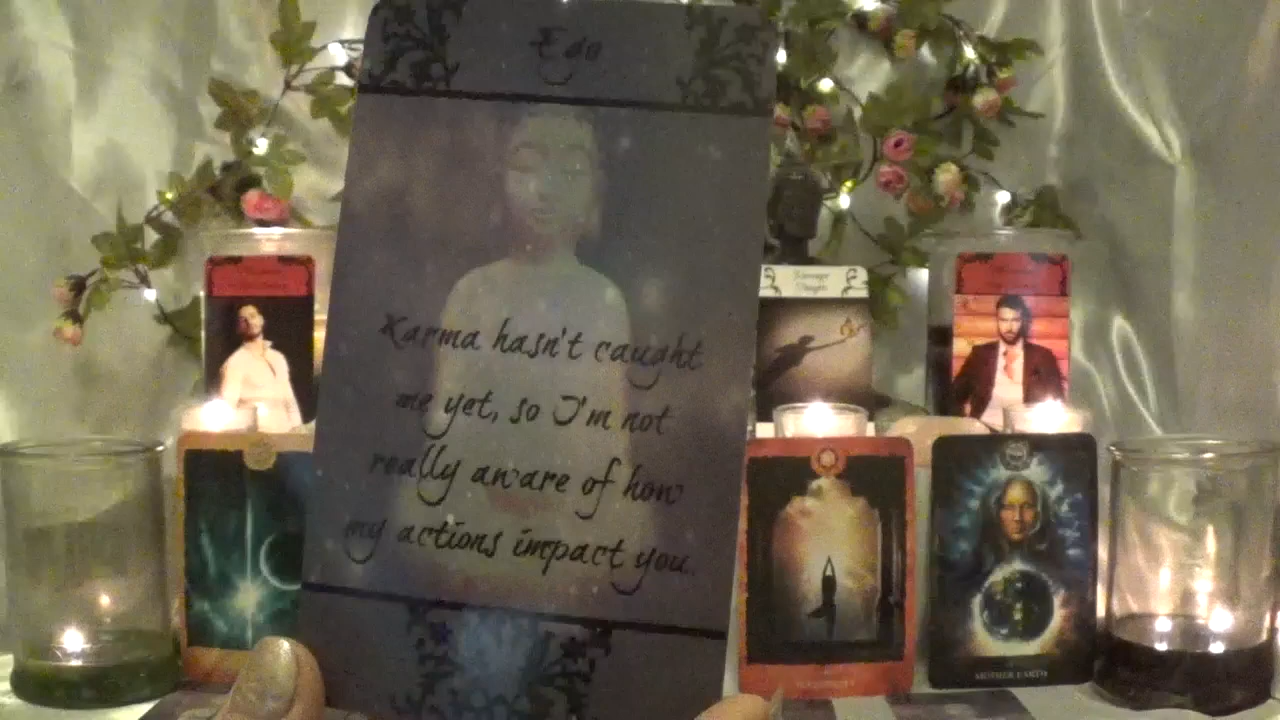 Ego
Karma hasn't caught
me yet, so I'm not
really aware of how
my actions impact you.
MOTHER EARTH